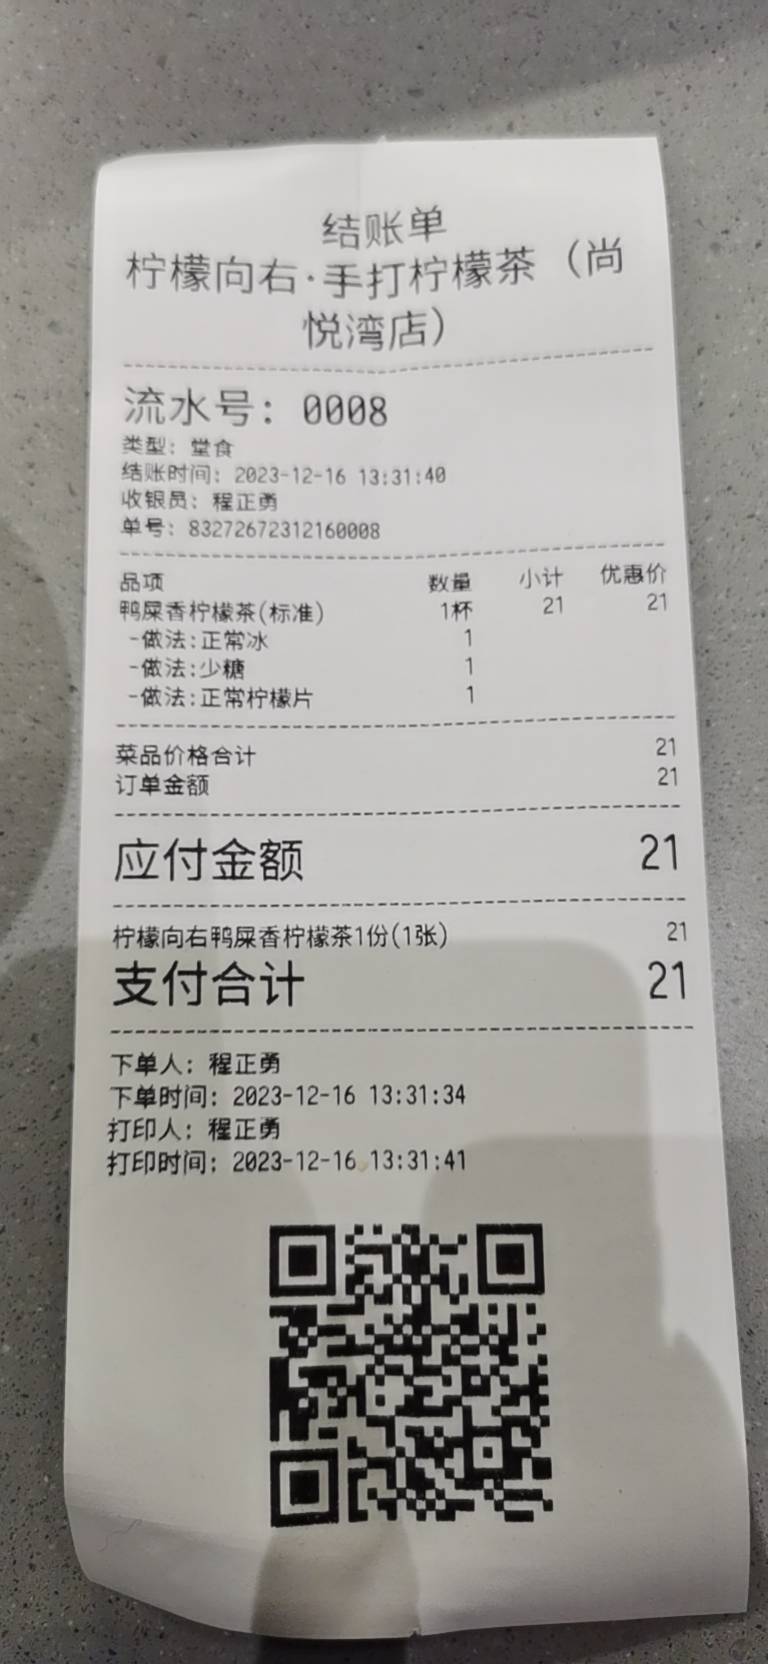 结账单
柠檬向右·手打柠檬茶（尚
悦湾店）
流水号：0008
类型：堂食
结账时间：2023-12-16 13:31:40
收银员：程正勇
单号：832726723121600​08
品项 数量 小计 优惠价
鸭屎香柠檬茶(标准) 1杯 21 21
-做法:正常冰 1
-做法:少糖 1
-做法:正常柠檬片 1
菜品价格合计 21
订单金额 21
应付金额 21
柠檬向右鸭屎香柠檬茶1份(1张) 21
支付合计 21
下单人：程正勇
下单时间：2023-12-16 13:31:34
打印人：程正勇
打印时间：2023-12-16 13:31:41